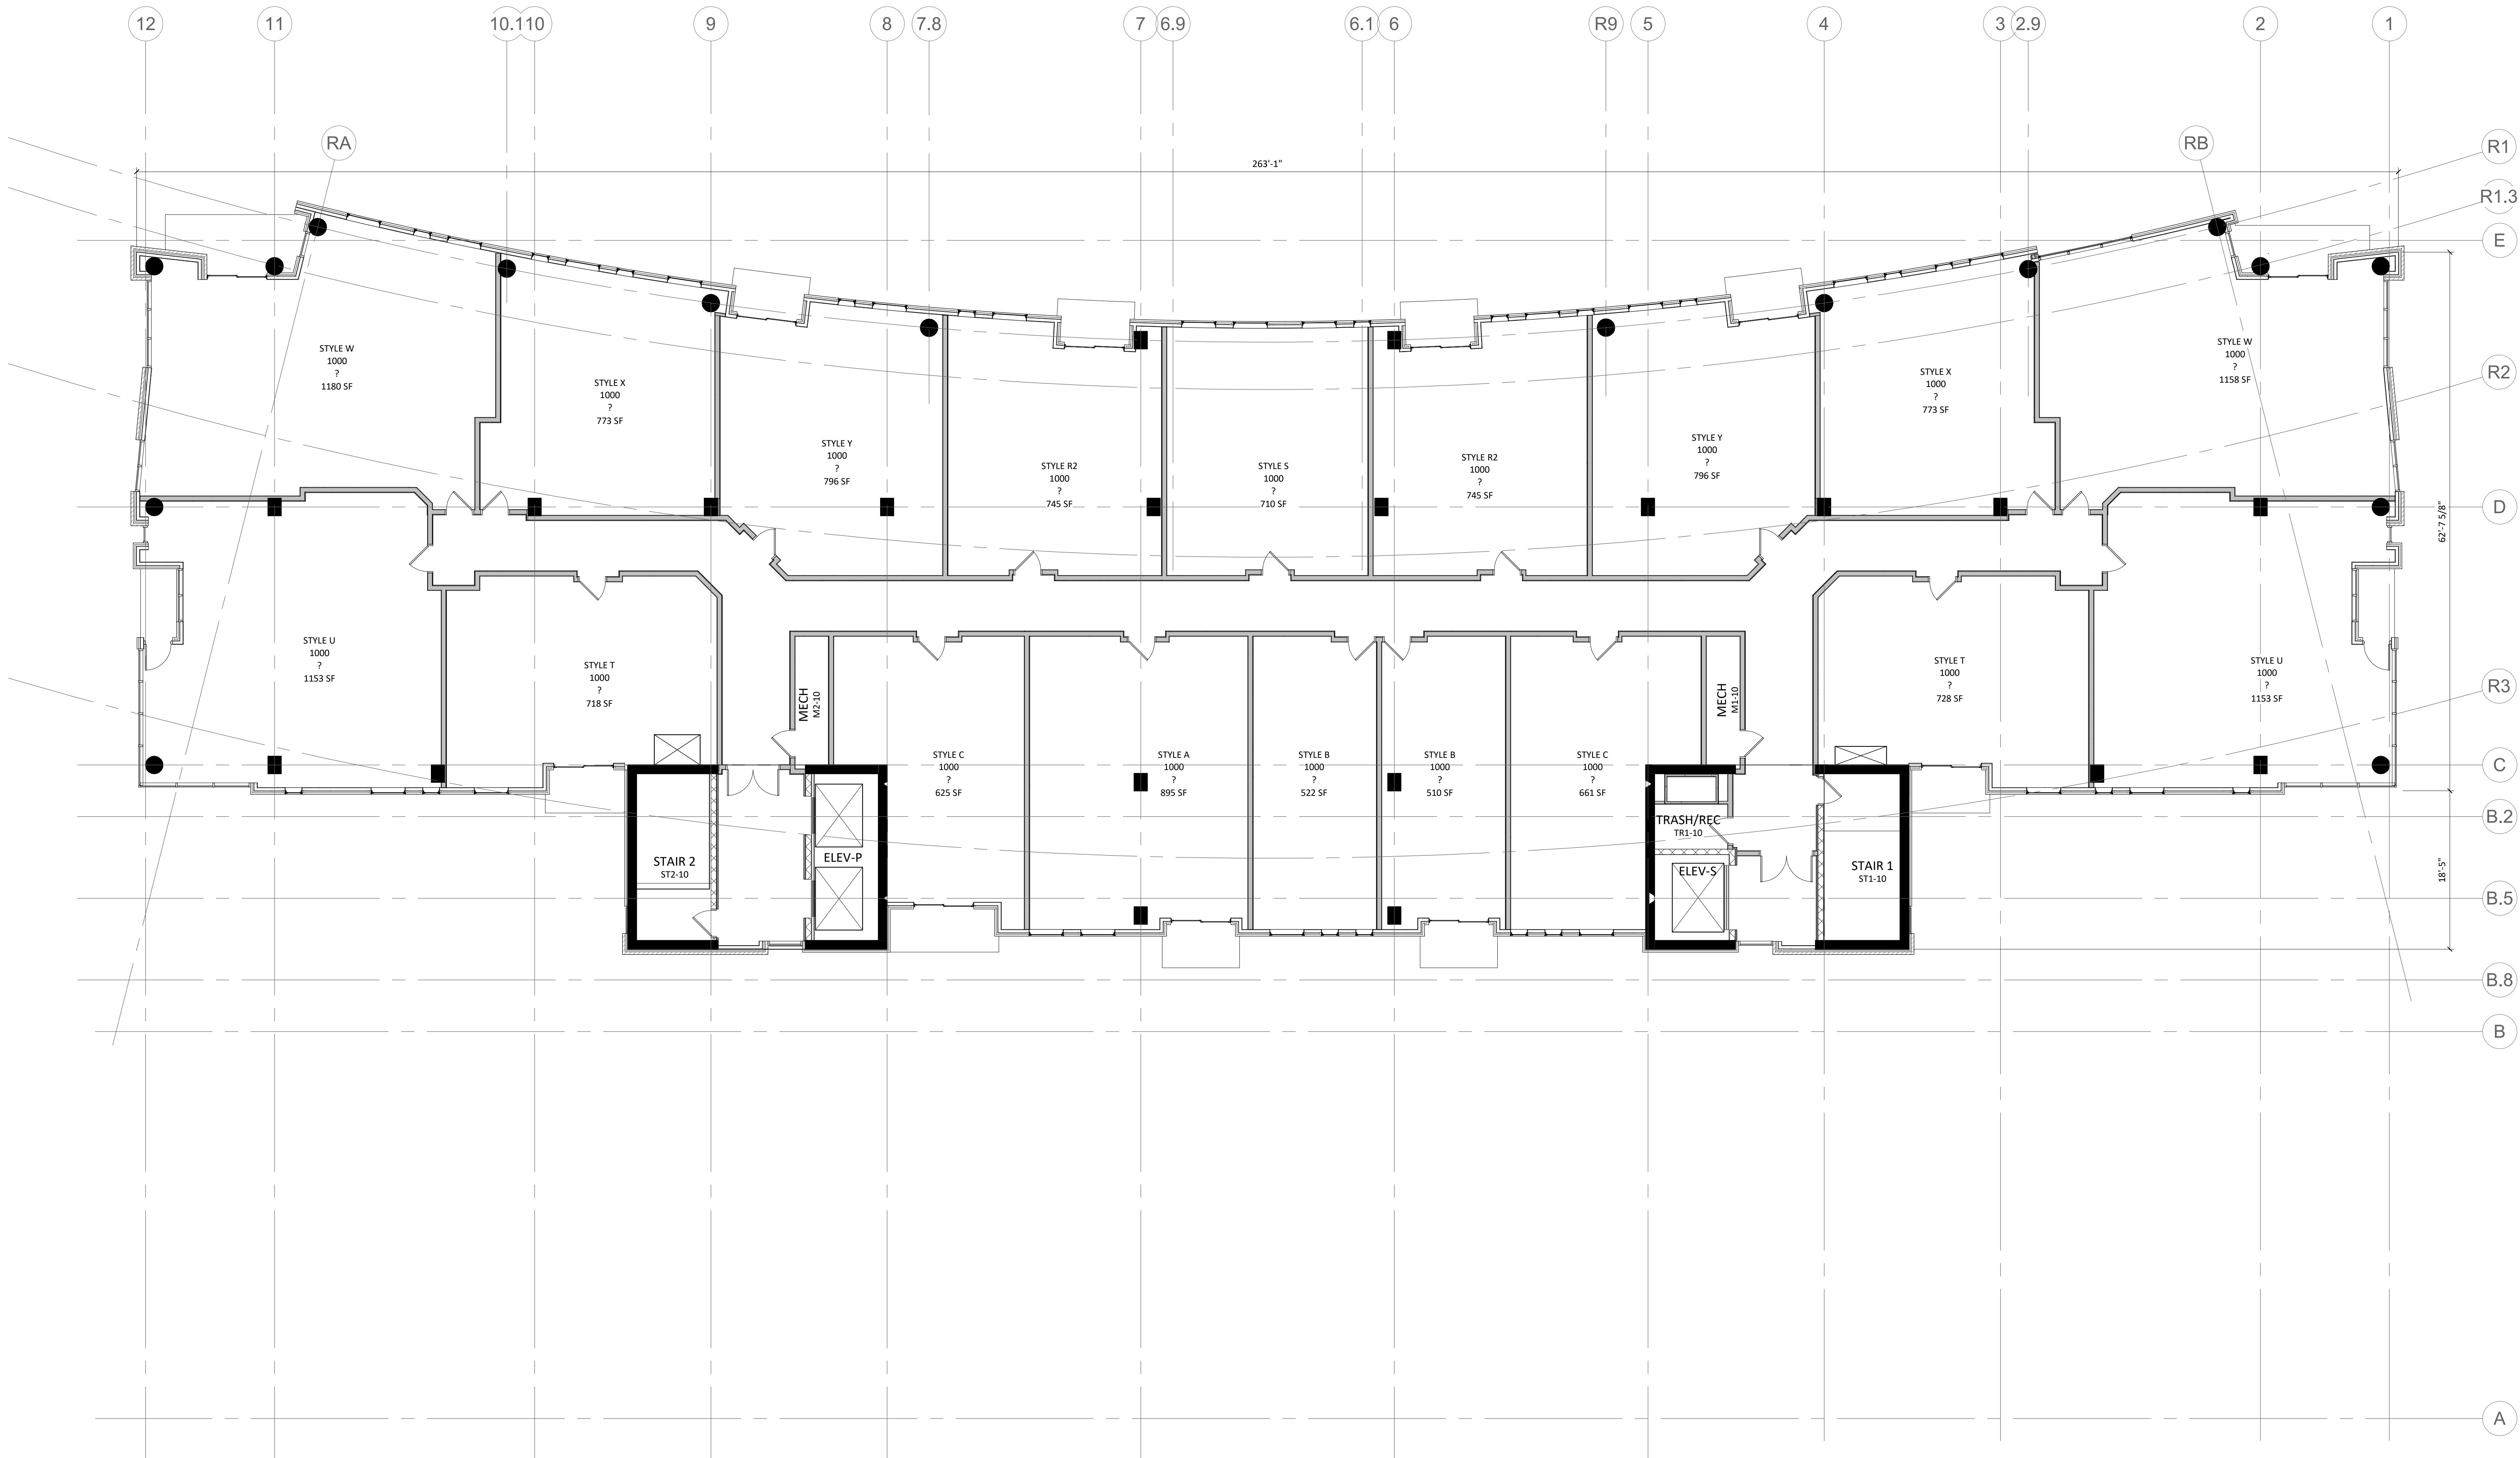 12
11
10.1
10
9
8
7.8
7
6.9
6.1
6
R9
5
4
3
2.9
2
1
RA
RB
R1
263'-1"
R1.3
E
STYLE W
1000
?
1180 SF
STYLE X
1000
?
773 SF
STYLE Y
1000
?
796 SF
STYLE R2
1000
?
745 SF
STYLE S
1000
?
710 SF
STYLE R2
1000
?
745 SF
STYLE Y
1000
?
796 SF
STYLE X
1000
?
773 SF
STYLE W
1000
?
1158 SF
R2
D
62'-7 5/8"
STYLE U
1000
?
1153 SF
STYLE T
1000
?
718 SF
MECH
M2-10
STYLE C
1000
?
625 SF
STYLE A
1000
?
895 SF
STYLE B
1000
?
522 SF
STYLE B
1000
?
510 SF
STYLE C
1000
?
661 SF
MECH
M1-10
STYLE T
1000
?
728 SF
STYLE U
1000
?
1153 SF
R3
C
B.2
STAIR 2
ST2-10
ELEV-P
TRASH/REC
TR1-10
ELEV-S
STAIR 1
ST1-10
18'-5"
B.5
B.8
B
A